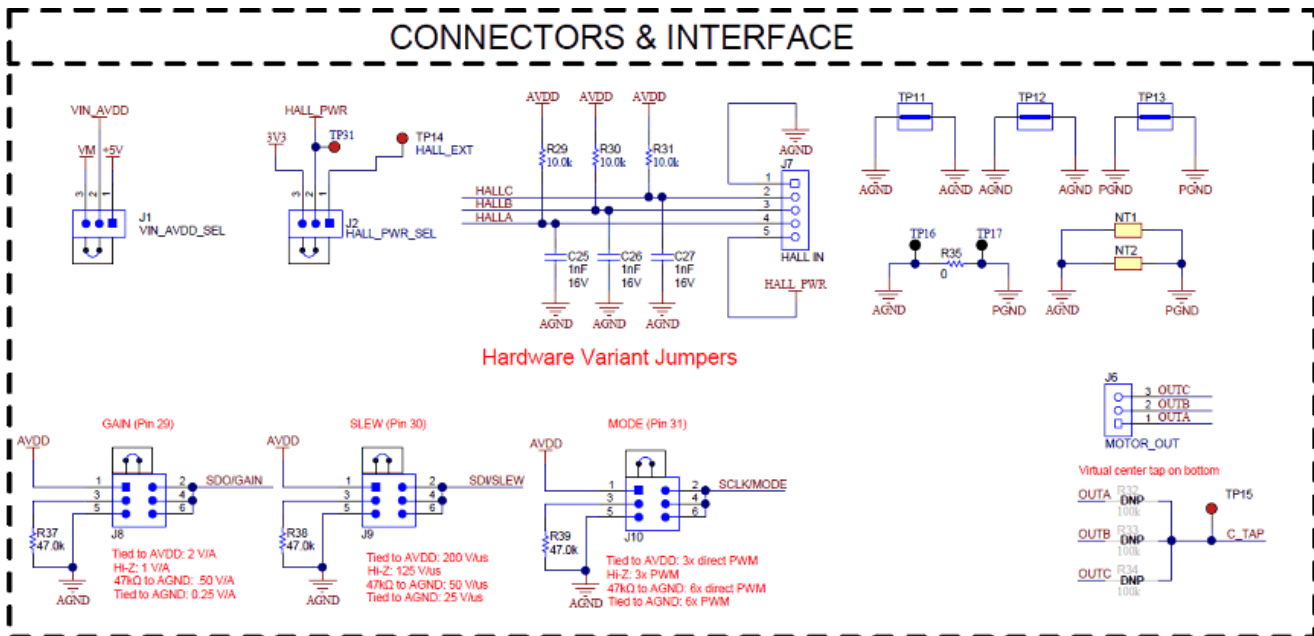 CONNECTORS & INTERFACE
VIN_AVDD
VM +5V
3 2 1
J1
VIN_AVDD_SEL
HALL_PWR
3V3
TP31
TP14
HALL_EXT
3 2 1
J2
HALL_PWR_SEL
AVDD AVDD AVDD
R29 R30 R31
10.0k 10.0k 10.0k
HALLC
HALLB
HALLA
C25 C26 C27
1nF 1nF 1nF
16V 16V 16V
AGND AGND AGND
AGND
J7
1
2
3
4
5
HALL IN
HALL_PWR
TP11 TP12 TP13
AGND AGND AGND AGND PGND PGND
TP16 TP17
R35
0
AGND PGND
NT1
NT2
AGND PGND
Hardware Variant Jumpers
GAIN (Pin 29)
AVDD
1 2
3 4
5 6
SDO/GAIN
R37
47.0k
J8
AGND
Tied to AVDD: 2 V/A
Hi-Z: 1 V/A
47kΩ to AGND: .50 V/A
Tied to AGND: 0.25 V/A
SLEW (Pin 30)
AVDD
1 2
3 4
5 6
SDI/SLEW
R38
47.0k
J9
AGND
Tied to AVDD: 200 V/us
Hi-Z: 125 V/us
47kΩ to AGND: 50 V/us
Tied to AGND: 25 V/us
MODE (Pin 31)
AVDD
1 2
3 4
5 6
SCLK/MODE
R39
47.0k
J10
AGND
Tied to AVDD: 3x direct PWM
Hi-Z: 3x PWM
47kΩ to AGND: 6x direct PWM
Tied to AGND: 6x PWM
J6
3 OUTC
2 OUTB
1 OUTA
MOTOR_OUT
Virtual center tap on bottom
OUTA R32
DNP
100k
OUTB R33
DNP
100k
OUTC R34
DNP
100k
TP15
C_TAP